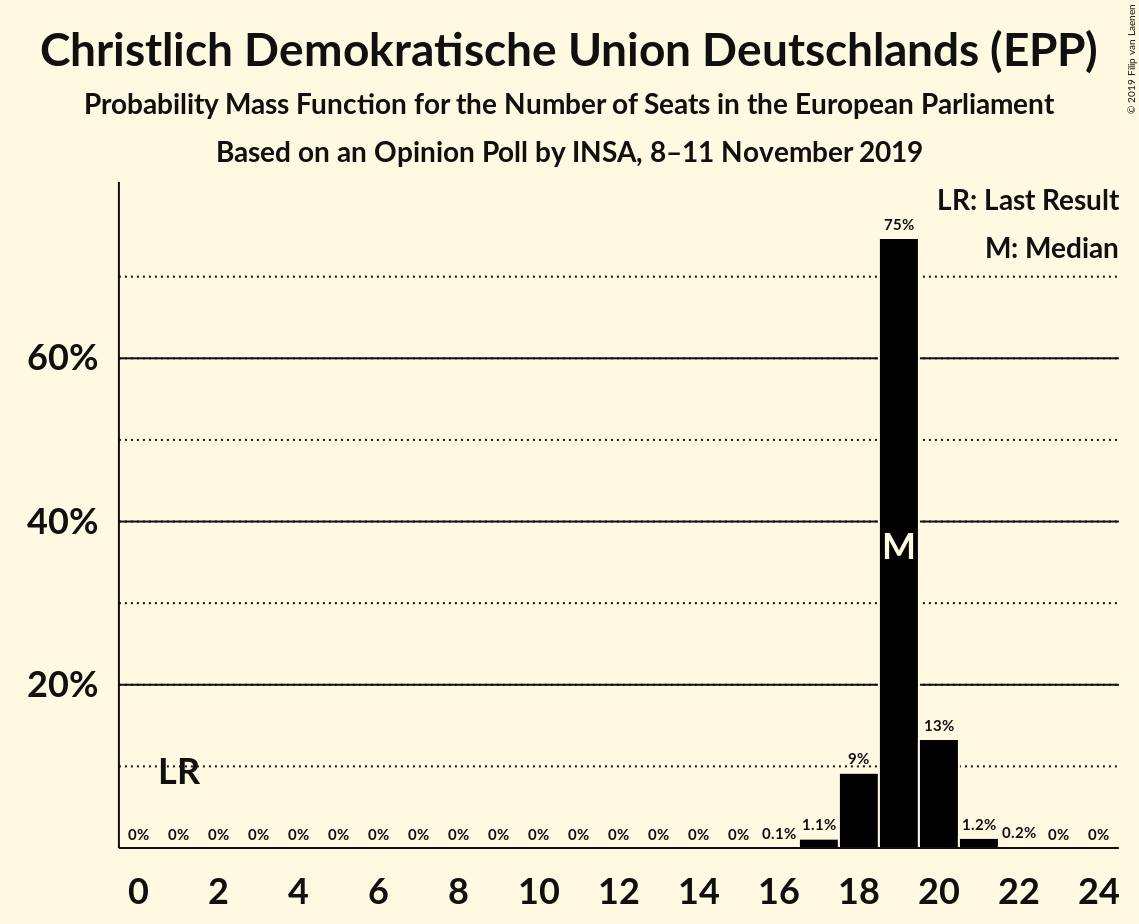 Christlich Demokratische Union Deutschlands (EPP)
Probability Mass Function for the Number of Seats in the European Parliament
Based on an Opinion Poll by INSA, 8–11 November 2019
© 2019 Filip van Laenen
LR: Last Result
M: Median
75%
60%
40%
M
20%
13%
9%
LR
0% 0% 0% 0% 0% 0% 0% 0% 0% 0% 0% 0% 0% 0% 0% 0% 0.1% 1.1% 1.2% 0.2% 0% 0%
0 2 4 6 8 10 12 14 16 18 20 22 24